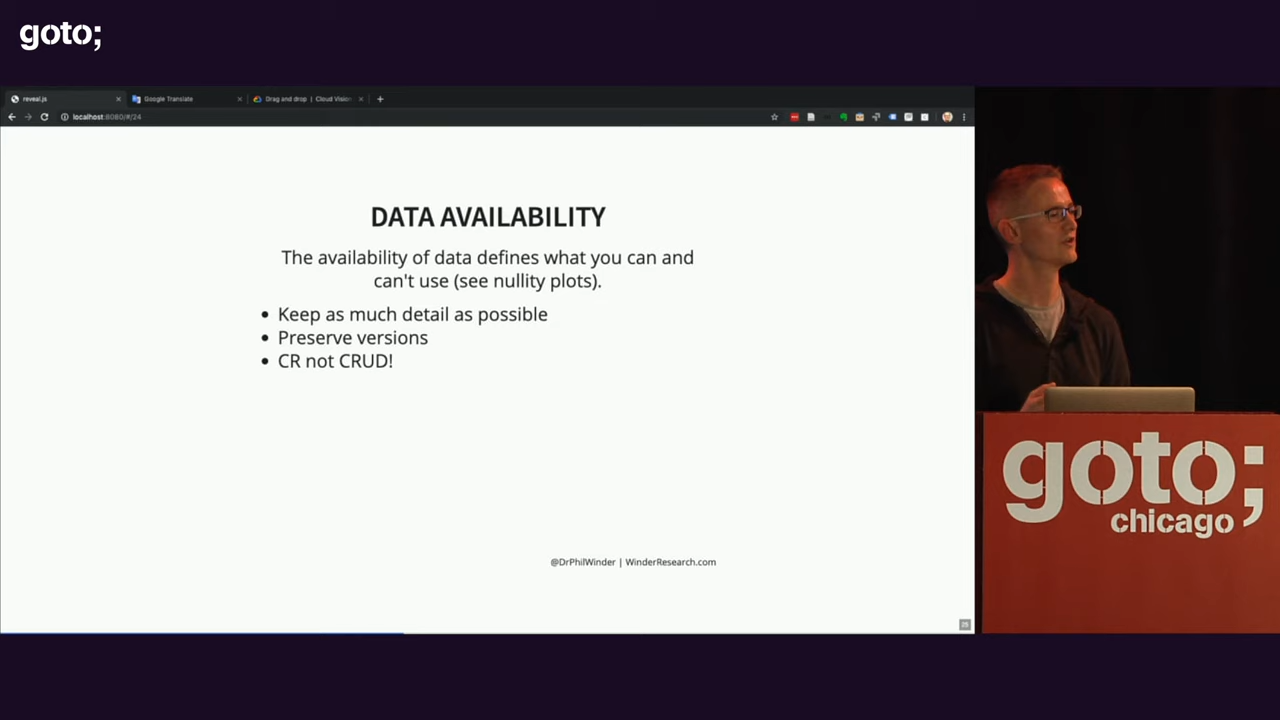 goto;
reveal.js
Google Translate
Drag and drop | Cloud Vision
localhost:8080/#/24
DATA AVAILABILITY
The availability of data defines what you can and
can't use (see nullity plots).
• Keep as much detail as possible
• Preserve versions
• CR not CRUD!
@DrPhilWinder | WinderResearch.com
goto;
chicago